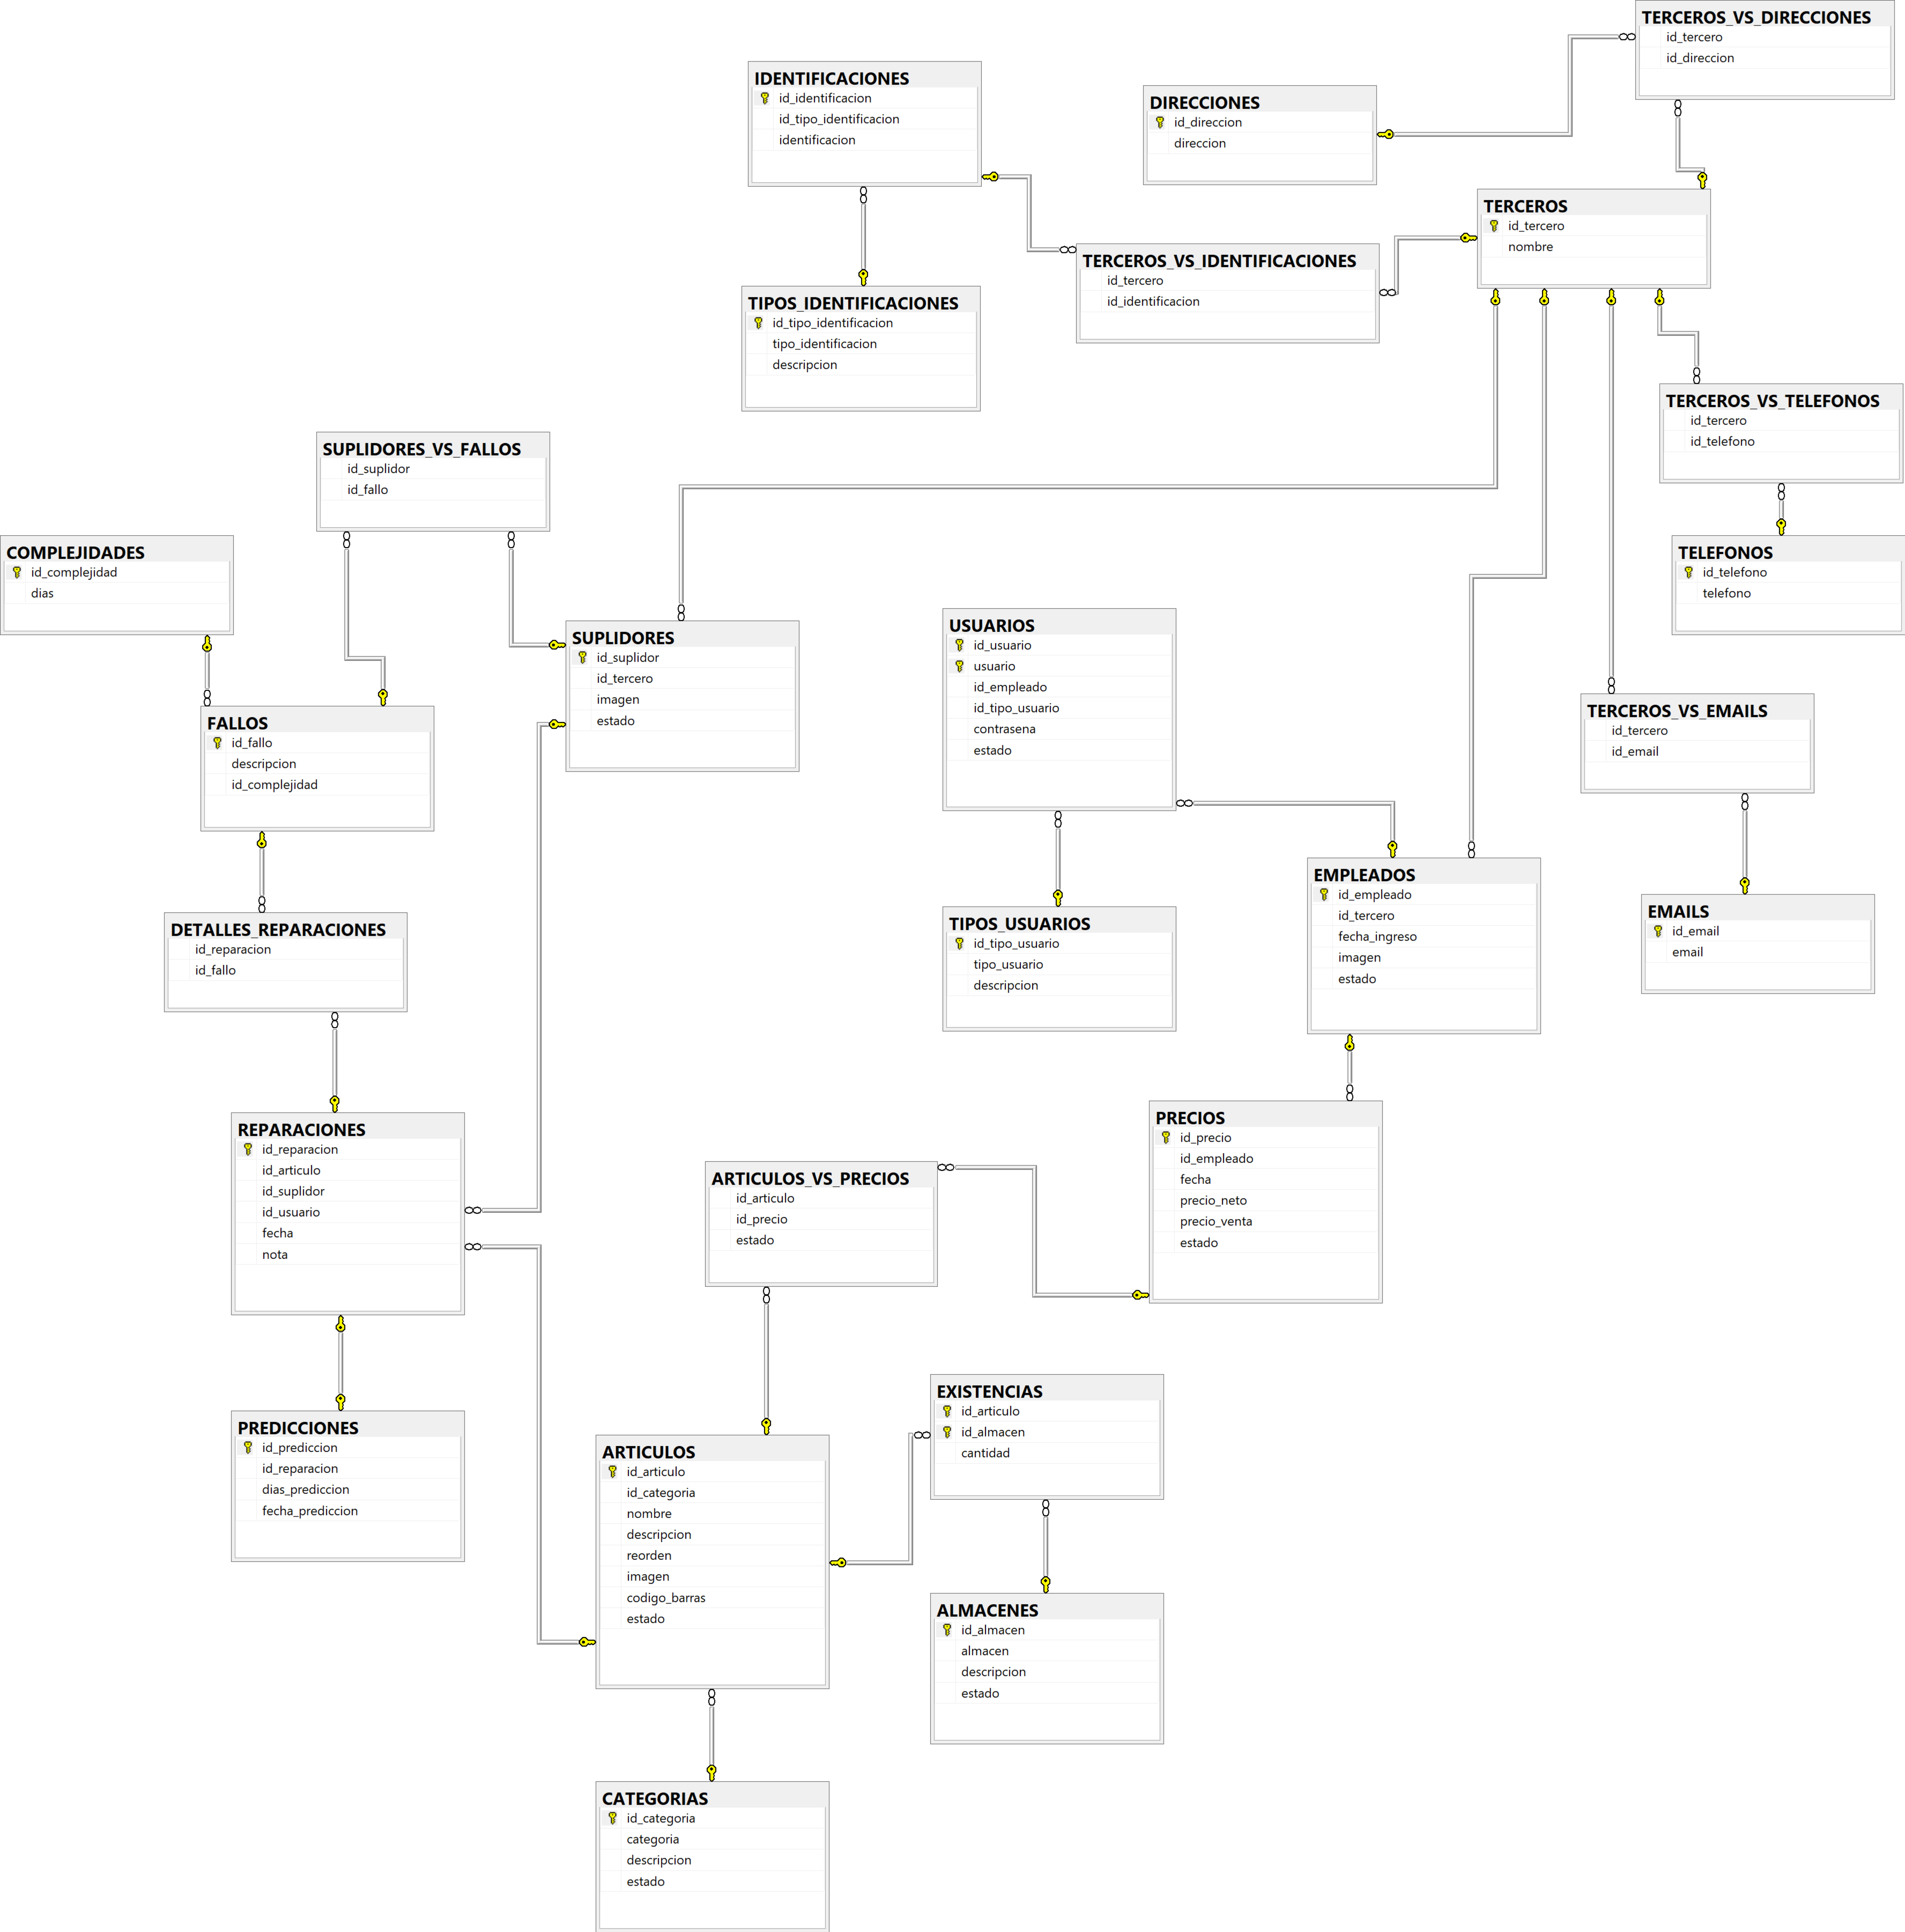 TERCEROS_VS_DIRECCIONES
id_tercero
id_direccion
IDENTIFICACIONES
id_identificacion
id_tipo_identificacion
identificacion
DIRECCIONES
id_direccion
direccion
TERCEROS
id_tercero
nombre
TERCEROS_VS_IDENTIFICACIONES
id_tercero
id_identificacion
TIPOS_IDENTIFICACIONES
id_tipo_identificacion
tipo_identificacion
descripcion
TERCEROS_VS_TELEFONOS
id_tercero
id_telefono
SUPLIDORES_VS_FALLOS
id_suplidor
id_fallo
COMPLEJIDADES
id_complejidad
dias
TELEFONOS
id_telefono
telefono
SUPLIDORES
id_suplidor
id_tercero
imagen
estado
USUARIOS
id_usuario
usuario
id_empleado
id_tipo_usuario
contrasena
estado
TERCEROS_VS_EMAILS
id_tercero
id_email
FALLOS
id_fallo
descripcion
id_complejidad
EMPLEADOS
id_empleado
id_tercero
fecha_ingreso
imagen
estado
EMAILS
id_email
email
DETALLES_REPARACIONES
id_reparacion
id_fallo
TIPOS_USUARIOS
id_tipo_usuario
tipo_usuario
descripcion
REPARACIONES
id_reparacion
id_articulo
id_suplidor
id_usuario
fecha
nota
PRECIOS
id_precio
id_empleado
fecha
precio_neto
precio_venta
estado
ARTICULOS_VS_PRECIOS
id_articulo
id_precio
estado
EXISTENCIAS
id_articulo
id_almacen
cantidad
PREDICCIONES
id_prediccion
id_reparacion
dias_prediccion
fecha_prediccion
ARTICULOS
id_articulo
id_categoria
nombre
descripcion
reorden
imagen
codigo_barras
estado
ALMACENES
id_almacen
almacen
descripcion
estado
CATEGORIAS
id_categoria
categoria
descripcion
estado